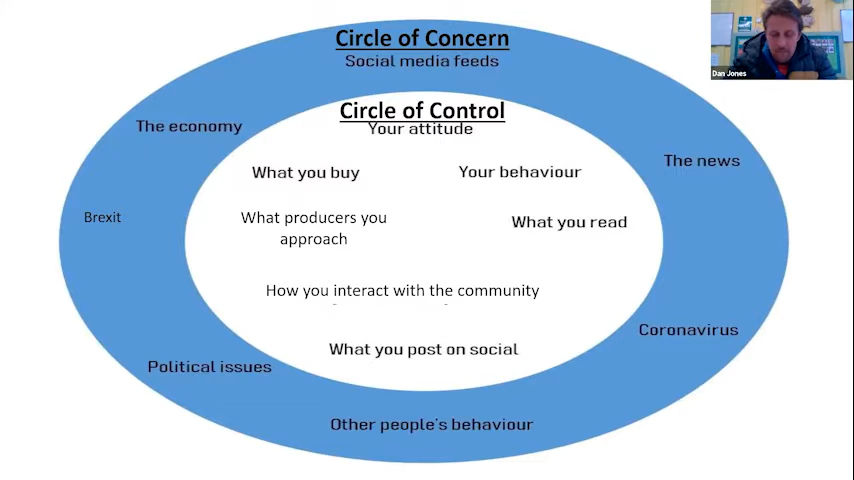 Circle of Concern
Social media feeds
Dan Jones
Circle of Control
Your attitude
The economy
The news
What you buy
Your behaviour
Brexit
What producers you
approach
What you read
How you interact with the community
Coronavirus
What you post on social
Political issues
Other people's behaviour